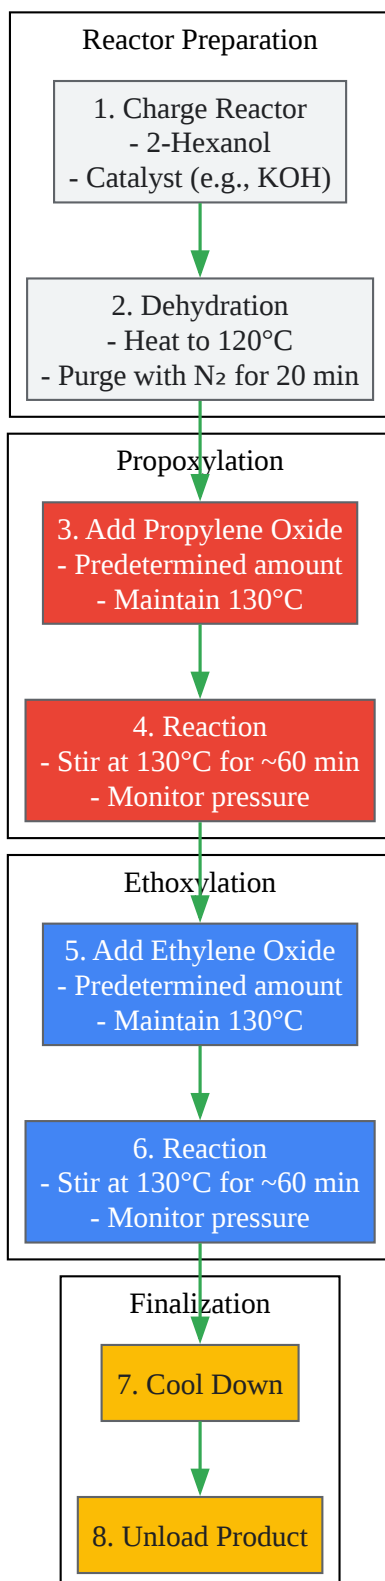 Reactor Preparation
1. Charge Reactor
- 2-Hexanol
- Catalyst (e.g., KOH)
2. Dehydration
- Heat to 120°C
- Purge with N₂ for 20 min
Propoxylation
3. Add Propylene Oxide
- Predetermined amount
- Maintain 130°C
4. Reaction
- Stir at 130°C for ~60 min
- Monitor pressure
Ethoxylation
5. Add Ethylene Oxide
- Predetermined amount
- Maintain 130°C
6. Reaction
- Stir at 130°C for ~60 min
- Monitor pressure
Finalization
7. Cool Down
8. Unload Product